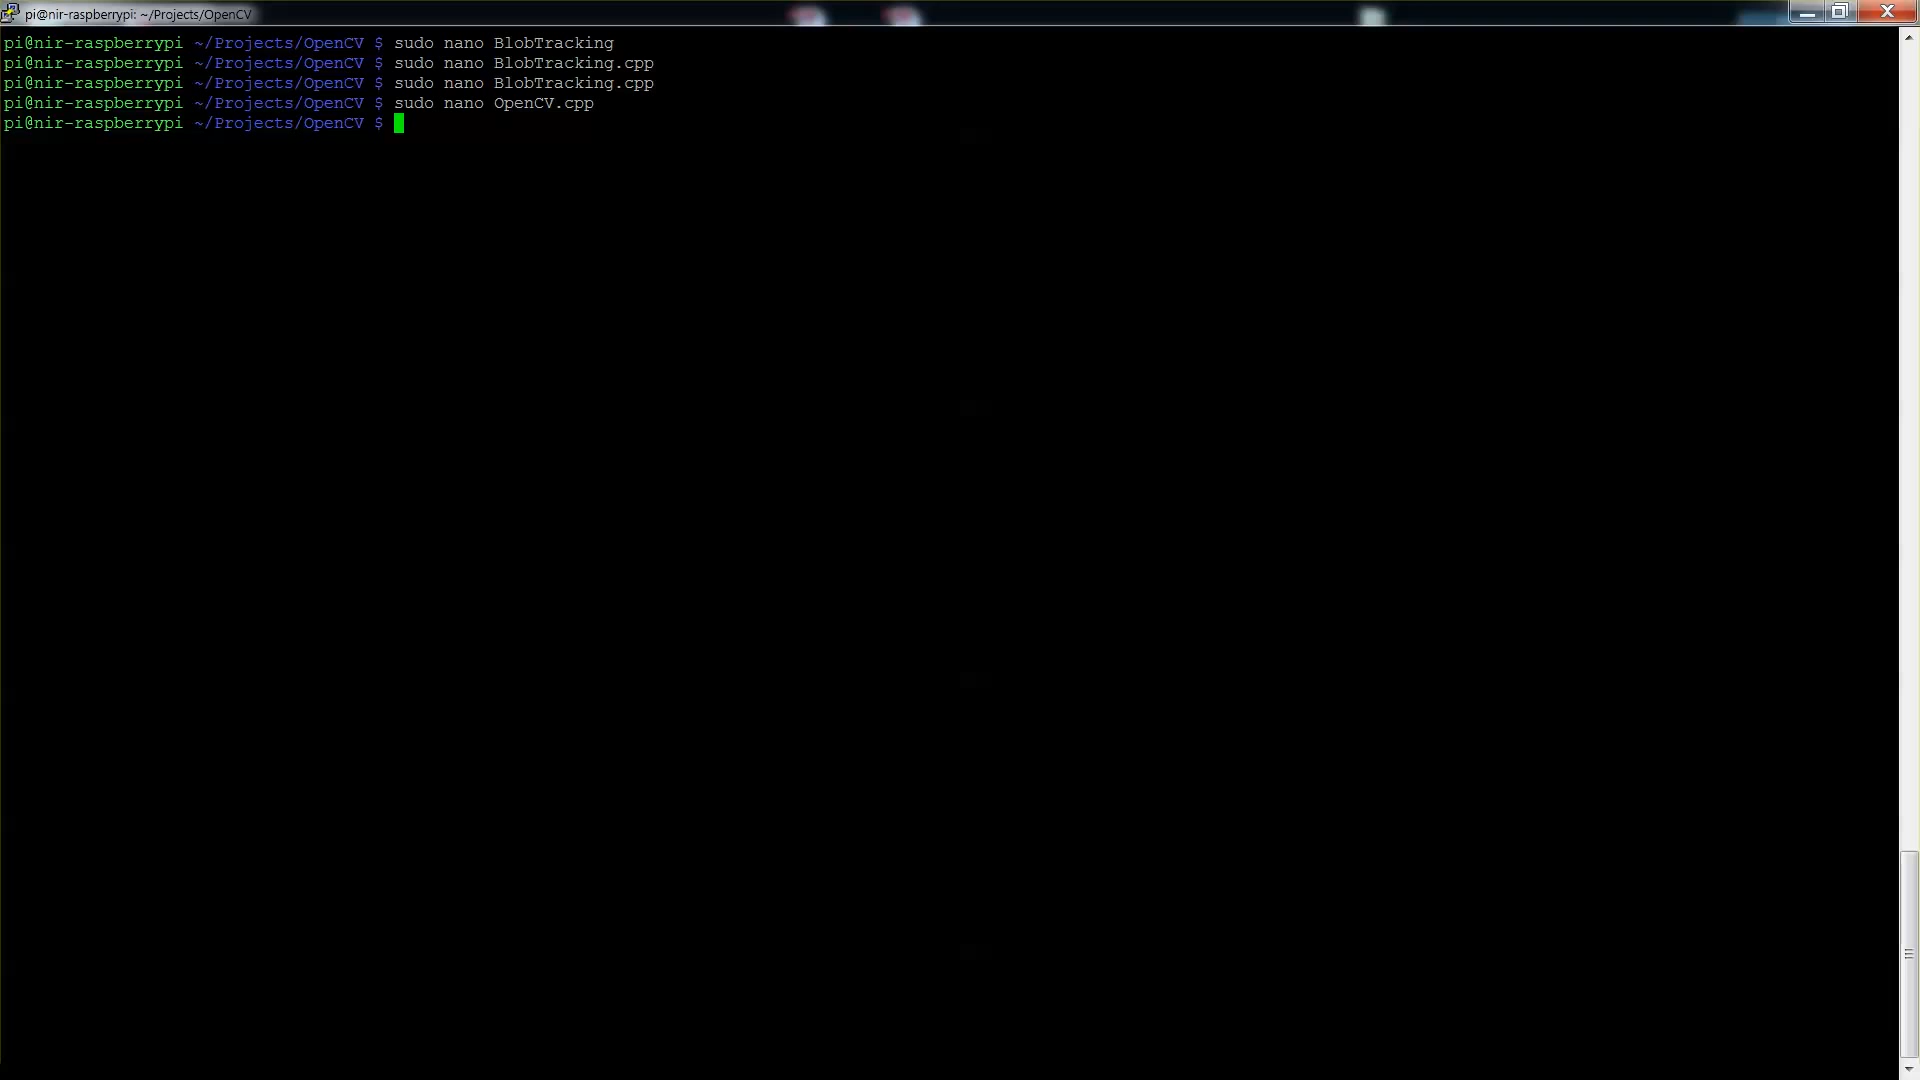 pi@nir-raspberrypi: ~/Projects/OpenCV
pi@nir-raspberrypi ~/Projects/OpenCV $ sudo nano BlobTracking
pi@nir-raspberrypi ~/Projects/OpenCV $ sudo nano BlobTracking.cpp
pi@nir-raspberrypi ~/Projects/OpenCV $ sudo nano BlobTracking.cpp
pi@nir-raspberrypi ~/Projects/OpenCV $ sudo nano OpenCV.cpp
pi@nir-raspberrypi ~/Projects/OpenCV $